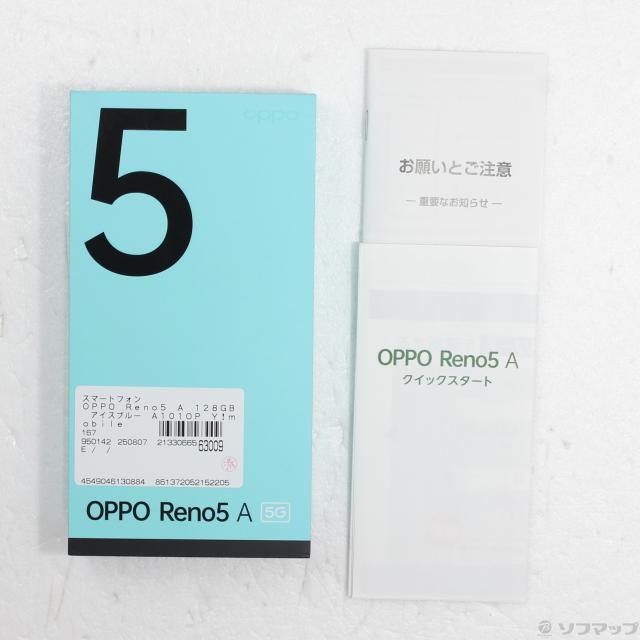 5
oppo
スマートフォン
OPPO Reno5 A 128GB
アイスブルー A101OP Y!m
obile
167
950142 250807 21330665 63009
E/ /
4549046130884 861372052152205
OPPO Reno5 A 5G
お願いとご注意
― 重要なお知らせ ―
OPPO Reno5 A
クイックスタート
ソフマップ